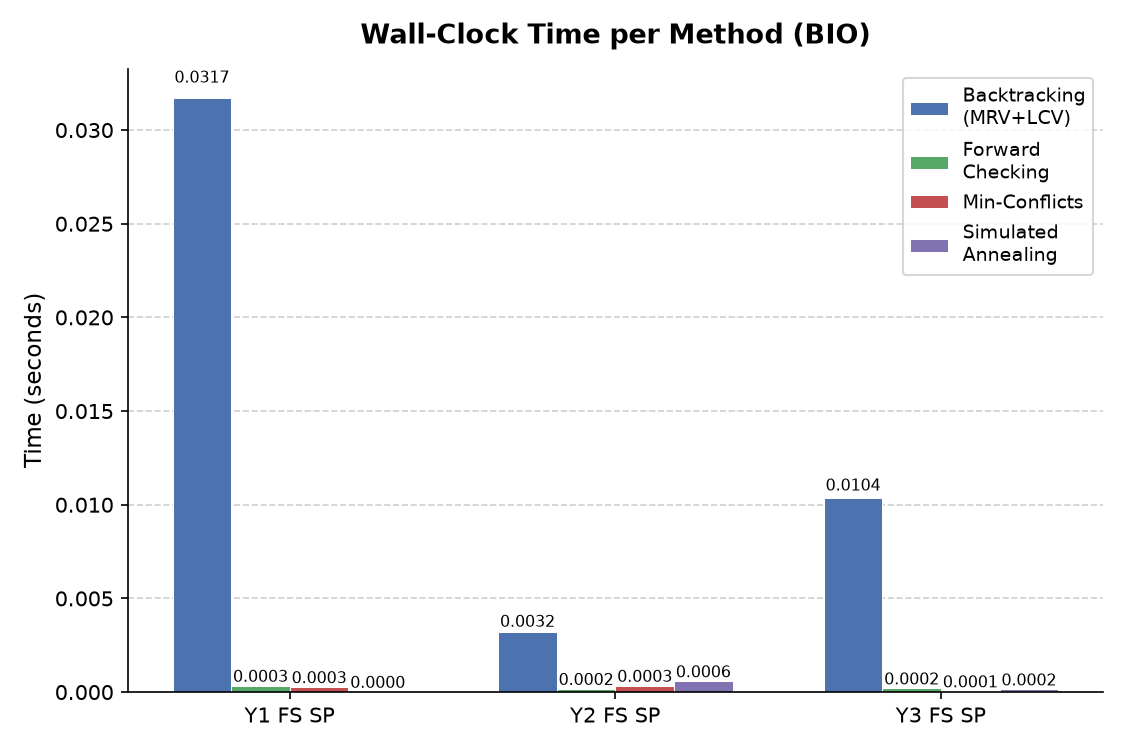 Wall-Clock Time per Method (BIO)
Time (seconds)
0.030
0.025
0.020
0.015
0.010
0.005
0.000
0.0317
0.0003
0.0003
0.0000
0.0032
0.0002
0.0003
0.0006
0.0104
0.0002
0.0001
0.0002
Y1 FS SP
Y2 FS SP
Y3 FS SP
Backtracking
(MRV+LCV)
Forward
Checking
Min-Conflicts
Simulated
Annealing